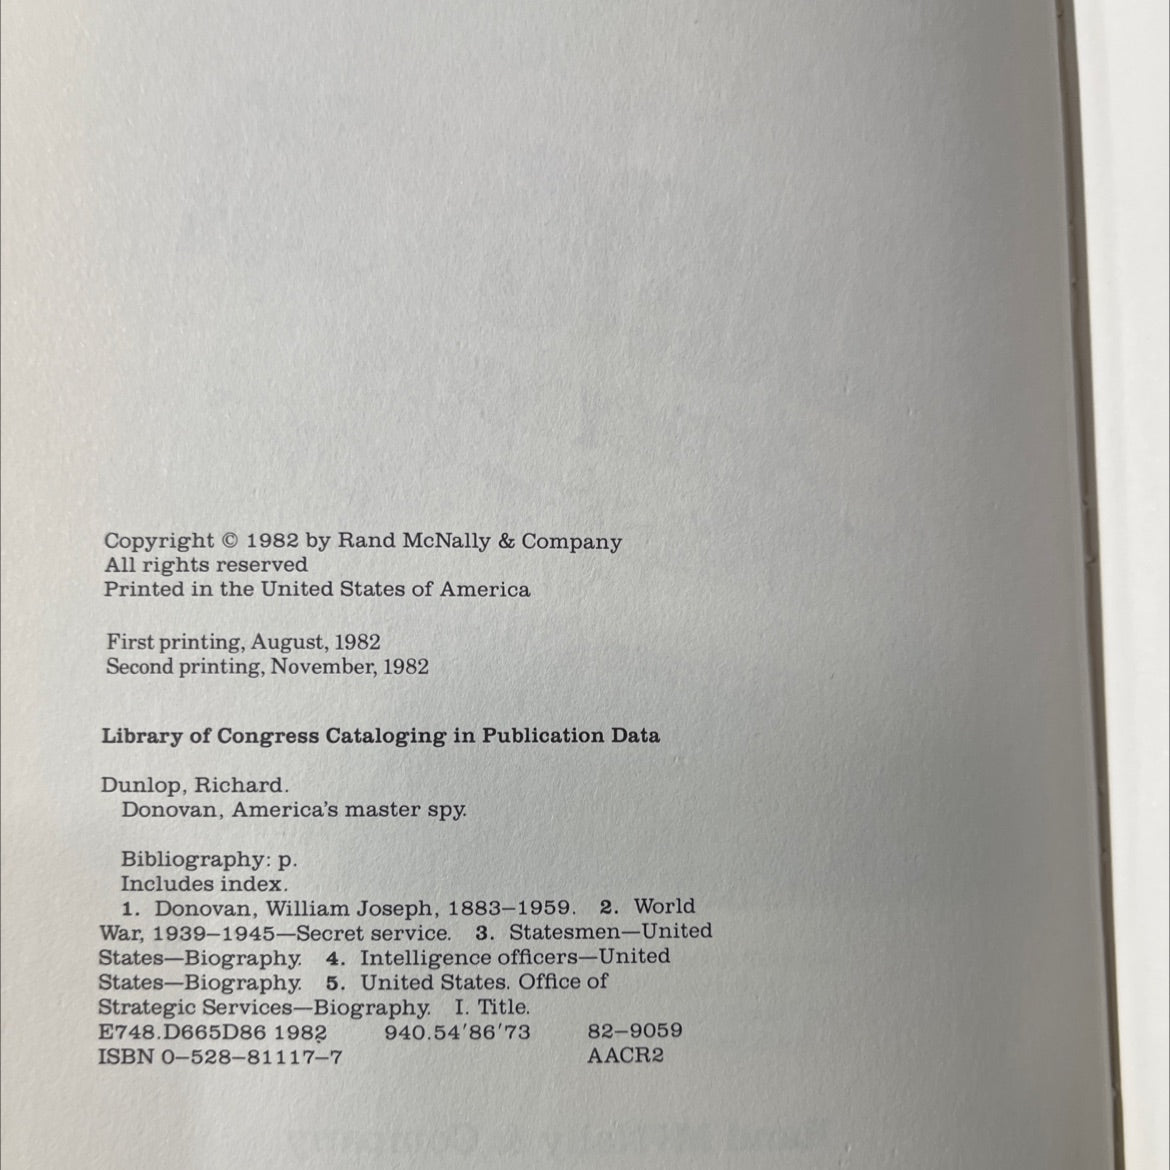 Copyright © 1982 by Rand McNally & Company
All rights reserved
Printed in the United States of America
First printing, August, 1982
Second printing, November, 1982
Library of Congress Cataloging in Publication Data
Dunlop, Richard.
Donovan, America's master spy.
Bibliography: p.
Includes index.
1. Donovan, William Joseph, 1883–1959. 2. World
War, 1939–1945—Secret service. 3. Statesmen—United
States—Biography. 4. Intelligence officers—United
States—Biography. 5. United States. Office of
Strategic Services—Biography. I. Title.
E748.D665D86 1982 940.54'86'73 82–9059
ISBN 0–528–81117–7 AACR2